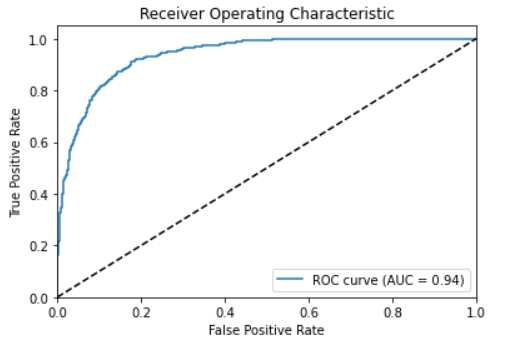 Receiver Operating Characteristic
True Positive Rate
1.0
0.8
0.6
0.4
0.2
0.0
ROC curve (AUC = 0.94)
0.0 0.2 0.4 0.6 0.8 1.0
False Positive Rate